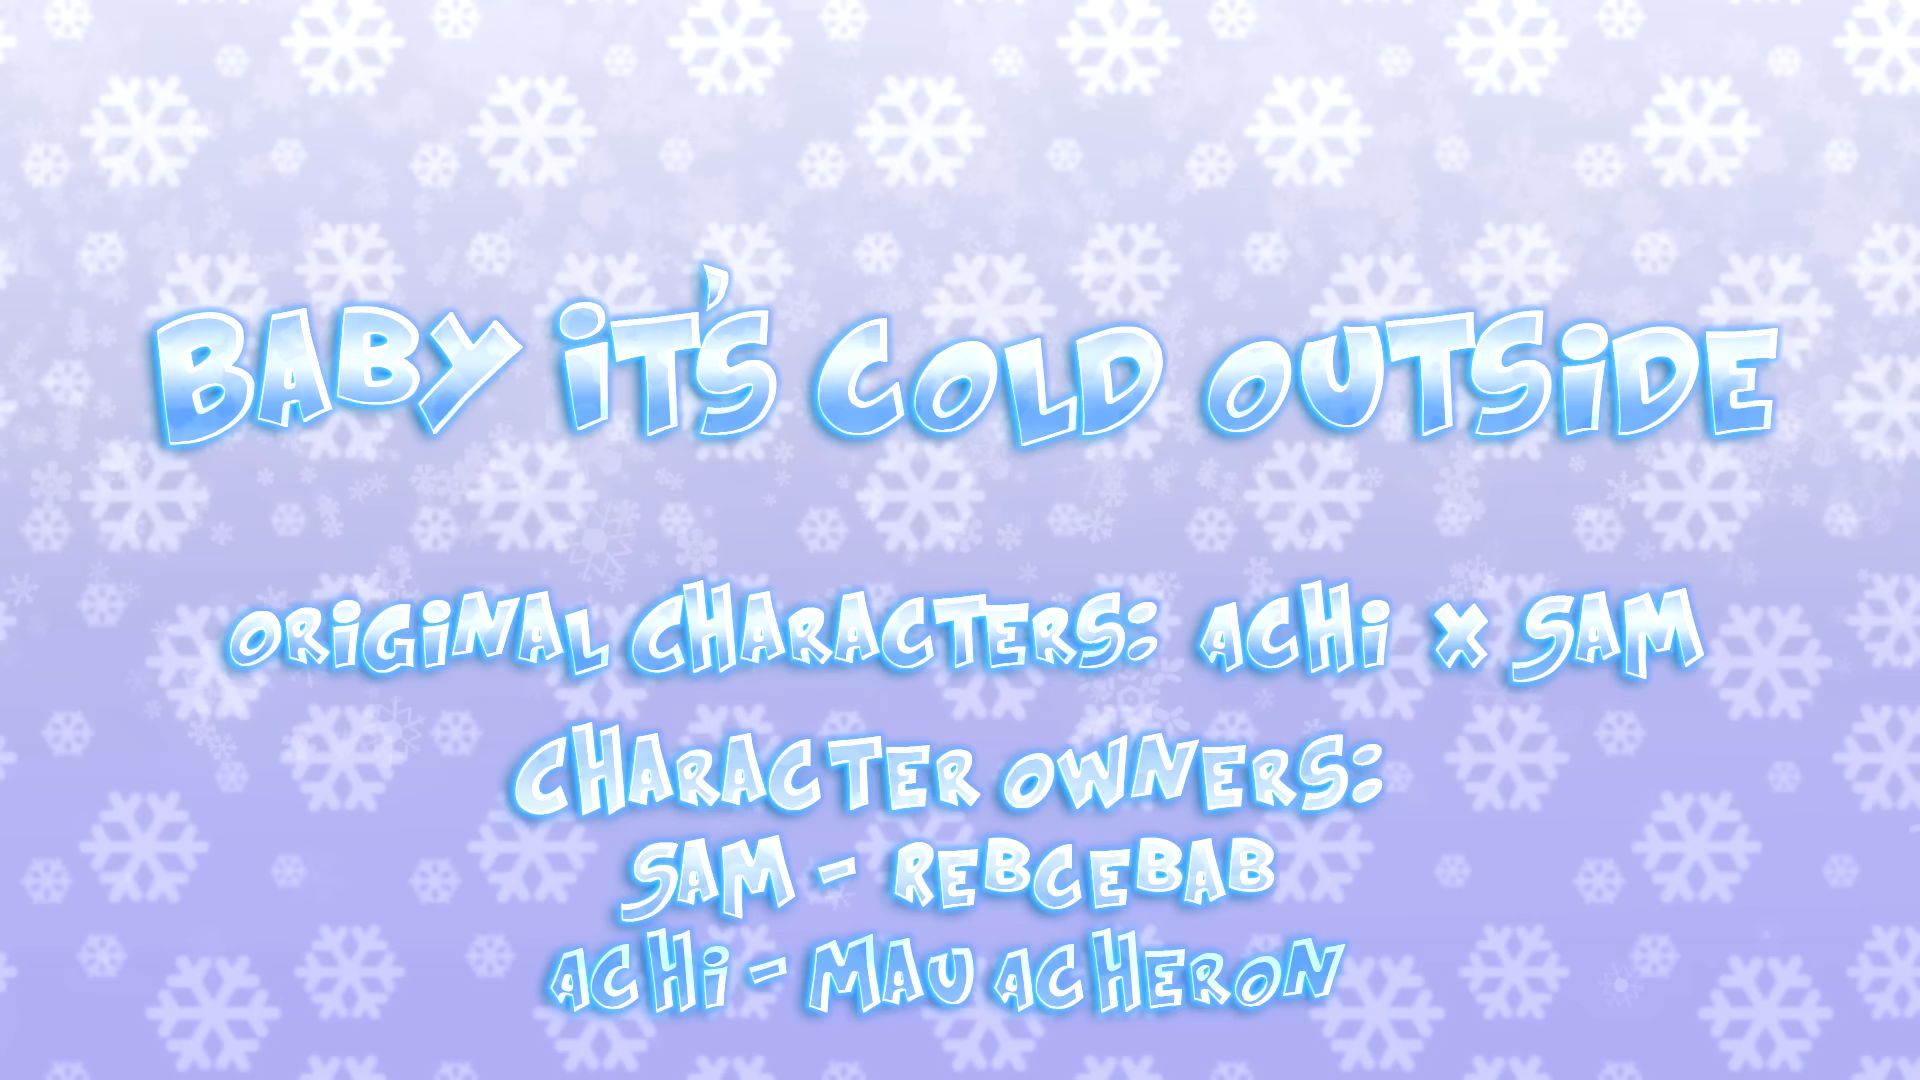 BABY iT'S COLD OUTSiDE
ORiGiNAL CHARACTERS: ACHi x SAM
CHARACTER OWNERS:
SAM - REBCEBAB
ACHi - MAU ACHERON